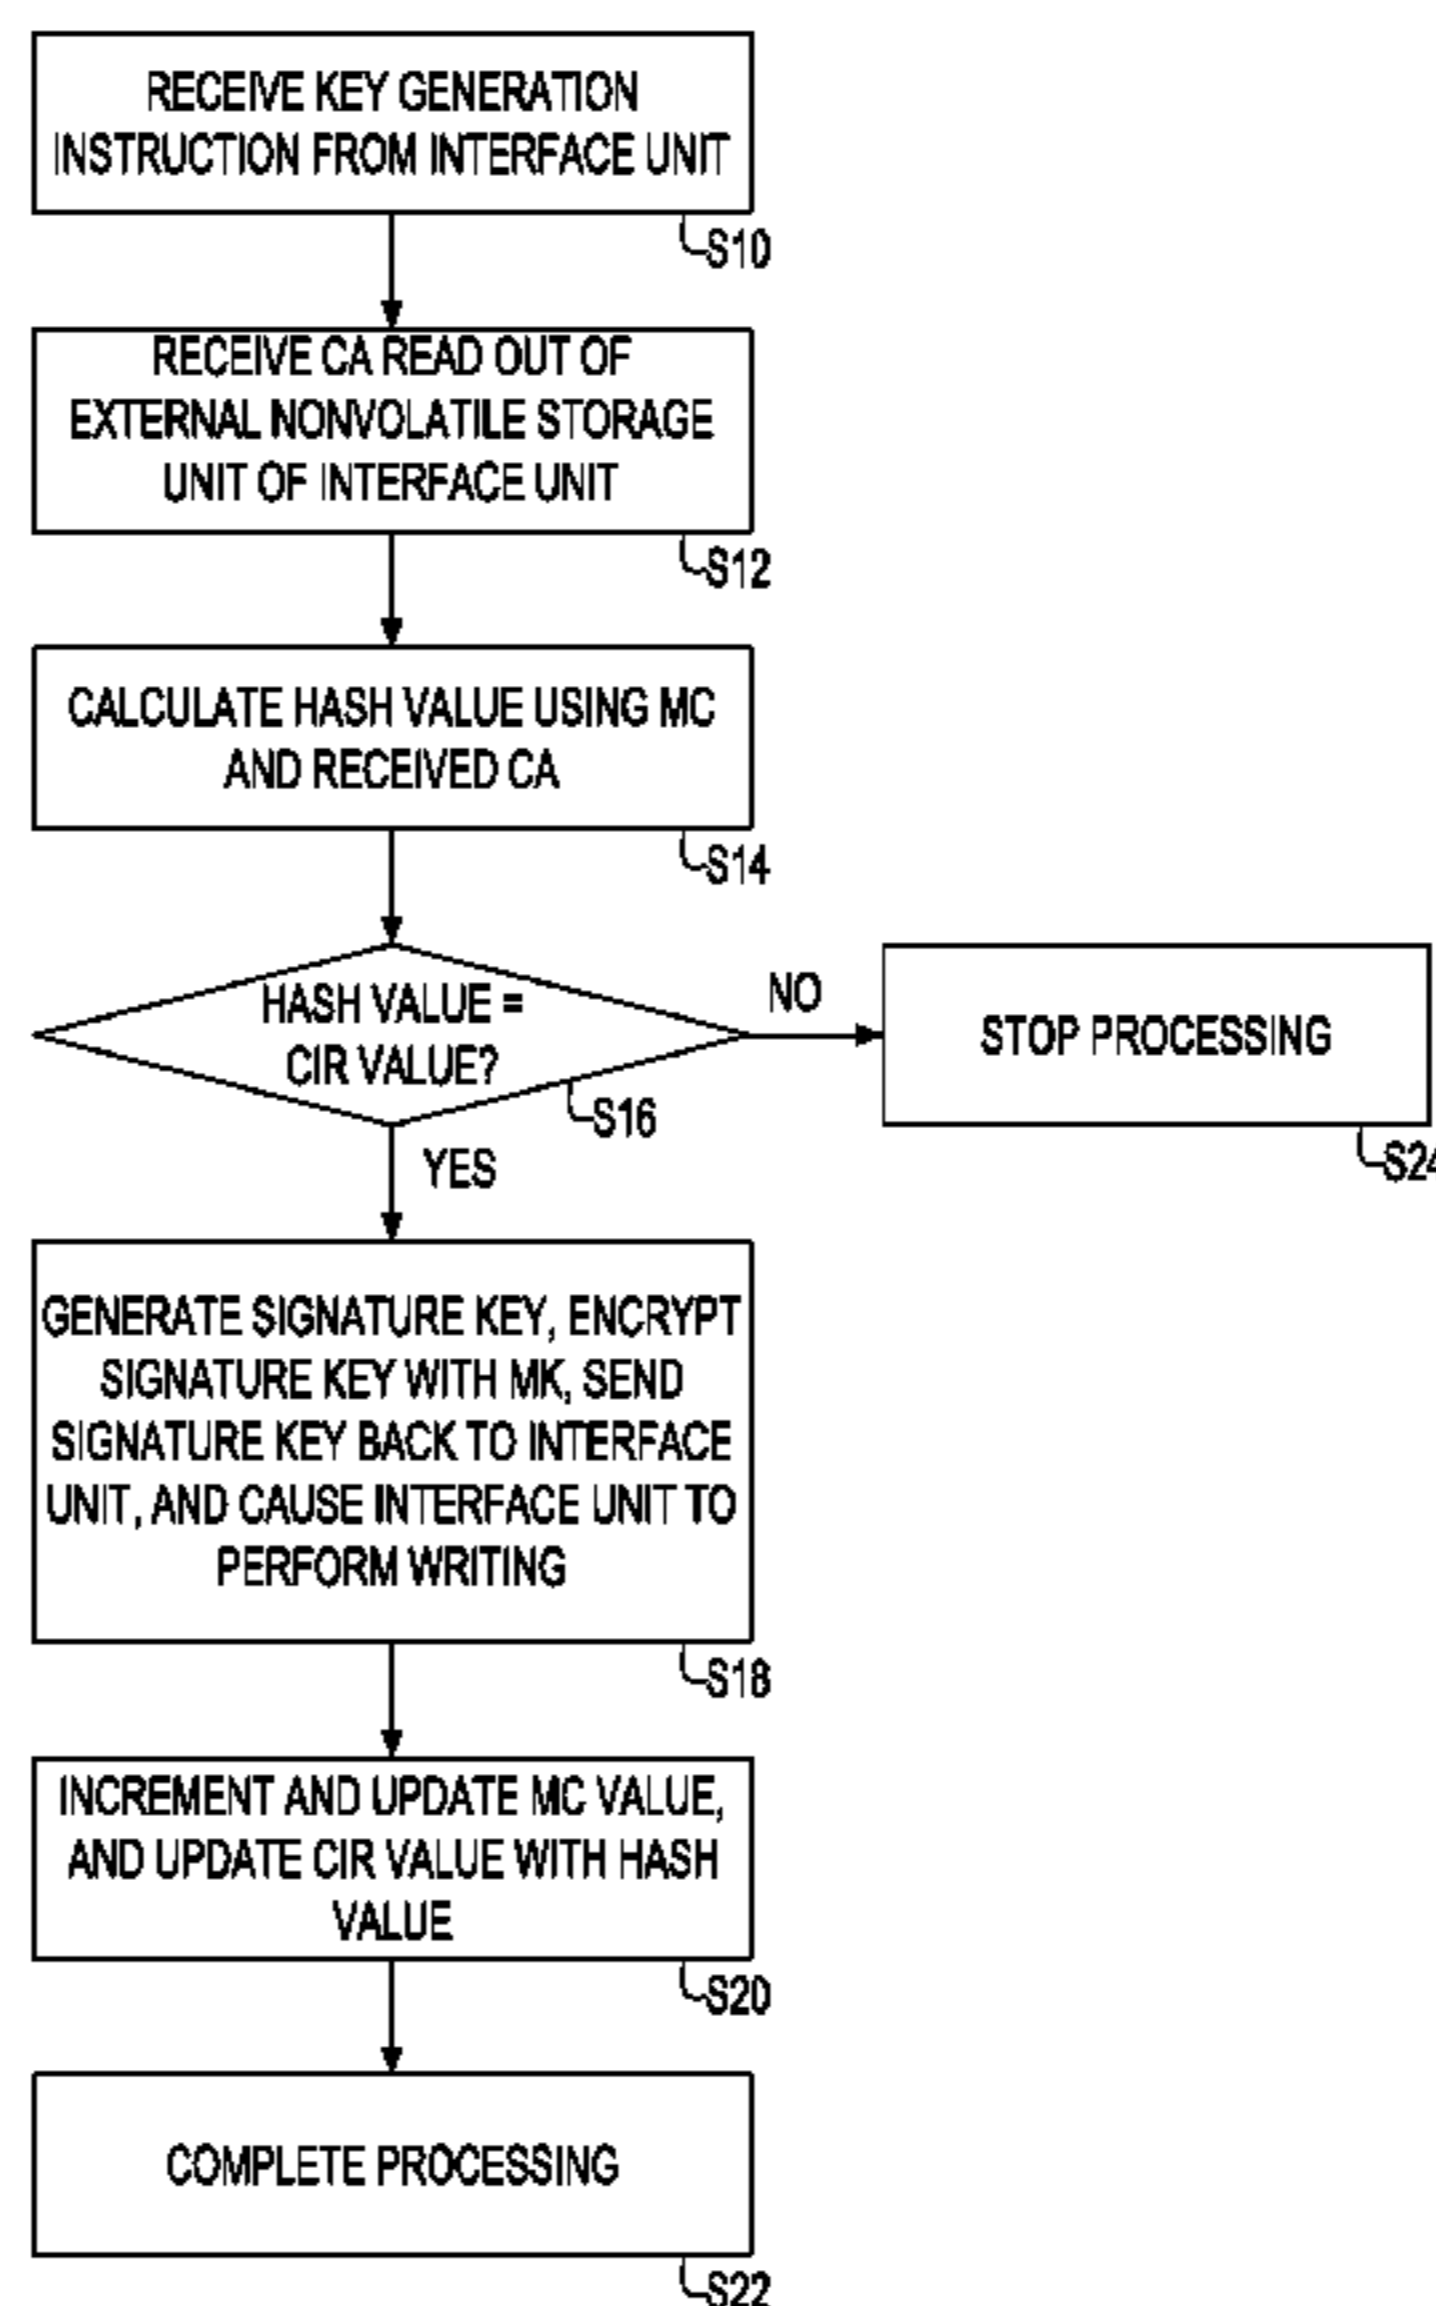 RECEIVE KEY GENERATION
INSTRUCTION FROM INTERFACE UNIT
S10
RECEIVE CA READ OUT OF
EXTERNAL NONVOLATILE STORAGE
UNIT OF INTERFACE UNIT
S12
CALCULATE HASH VALUE USING MC
AND RECEIVED CA
S14
HASH VALUE =
CIR VALUE?
S16
NO
STOP PROCESSING
S24
YES
GENERATE SIGNATURE KEY, ENCRYPT
SIGNATURE KEY WITH MK, SEND
SIGNATURE KEY BACK TO INTERFACE
UNIT, AND CAUSE INTERFACE UNIT TO
PERFORM WRITING
S18
INCREMENT AND UPDATE MC VALUE,
AND UPDATE CIR VALUE WITH HASH
VALUE
S20
COMPLETE PROCESSING
S22